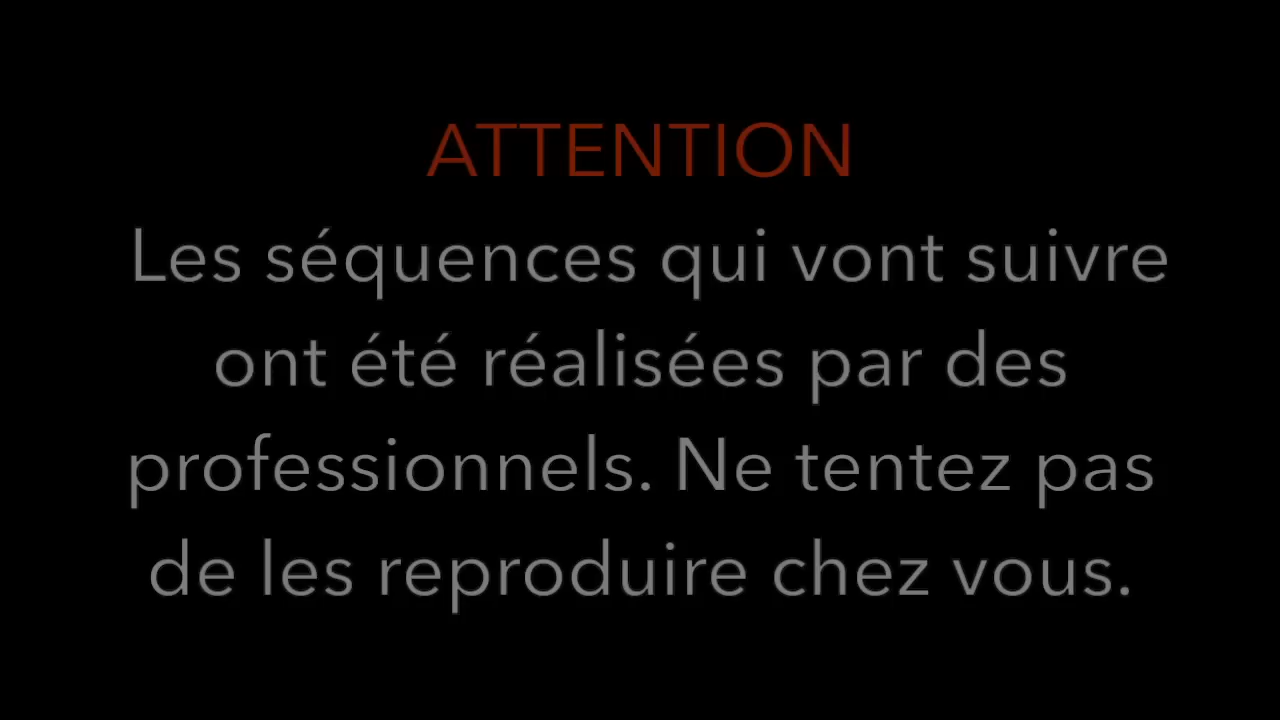 ATTENTION
Les séquences qui vont suivre
ont été réalisées par des
professionnels. Ne tentez pas
de les reproduire chez vous.